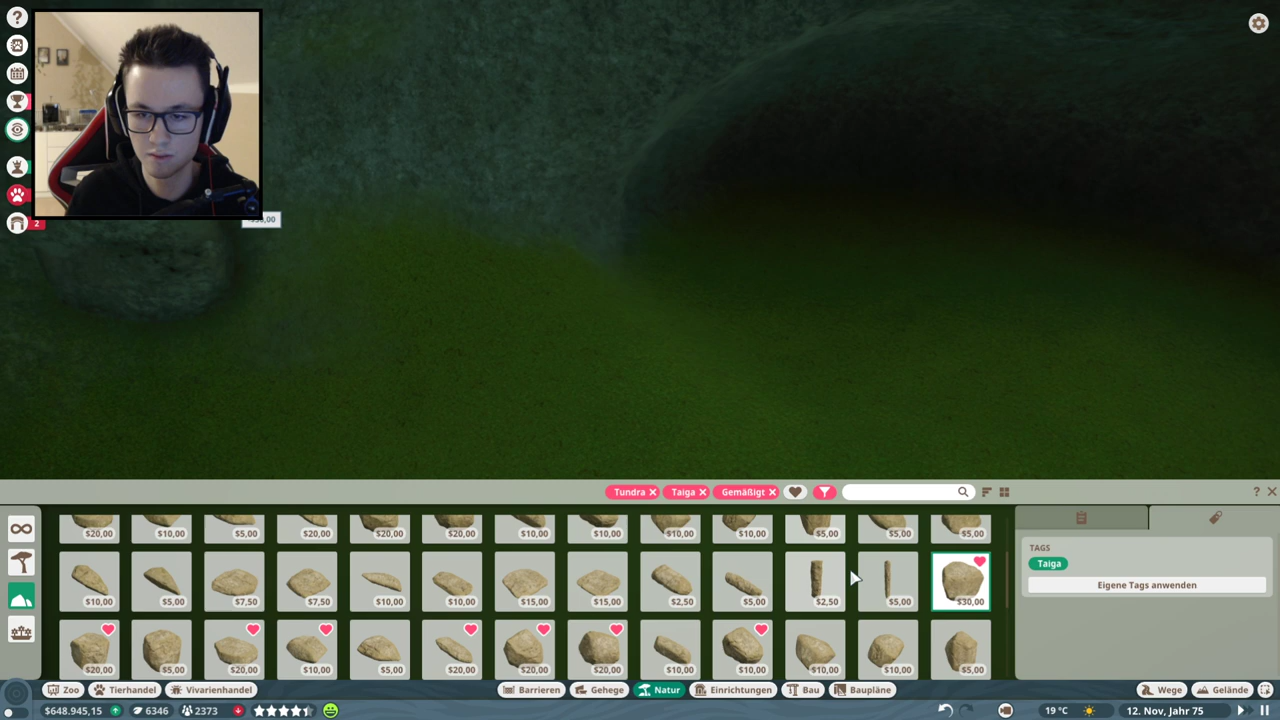 ?
2
Tundra ✕ Taiga ✕ Gemäßigt ✕
? ✕
$20,00 $10,00 $5,00 $20,00 $20,00 $20,00 $10,00 $10,00 $10,00 $10,00 $5,00 $5,00 $5,00
$10,00 $5,00 $7,50 $7,50 $10,00 $10,00 $15,00 $15,00 $2,50 $5,00 $2,50 $5,00 $30,00
$20,00 $5,00 $20,00 $10,00 $5,00 $20,00 $20,00 $20,00 $10,00 $10,00 $10,00 $10,00 $5,00
TAGS
Taiga
Eigene Tags anwenden
Zoo Tierhandel Vivarienhandel Barrieren Gehege Natur Einrichtungen Bau Baupläne Wege Gelände
$648.945,15 6346 2373 19 °C 12. Nov, Jahr 75